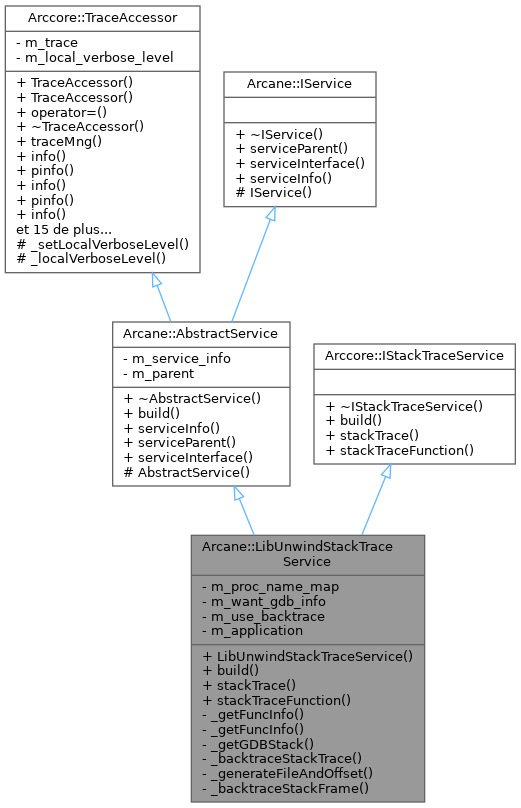 Arccore::TraceAccessor
- m_trace
- m_local_verbose_level
+ TraceAccessor()
+ TraceAccessor()
+ operator=()
+ ~TraceAccessor()
+ traceMng()
+ info()
+ pinfo()
+ info()
+ pinfo()
+ info()
et 15 de plus...
# _setLocalVerboseLevel()
# _localVerboseLevel()
Arcane::IService
+ ~IService()
+ serviceParent()
+ serviceInterface()
+ serviceInfo()
# IService()
Arcane::AbstractService
- m_service_info
- m_parent
+ ~AbstractService()
+ build()
+ serviceInfo()
+ serviceParent()
+ serviceInterface()
# AbstractService()
Arccore::IStackTraceService
+ ~IStackTraceService()
+ build()
+ stackTrace()
+ stackTraceFunction()
Arcane::LibUnwindStackTrace
Service
- m_proc_name_map
- m_want_gdb_info
- m_use_backtrace
- m_application
+ LibUnwindStackTraceService()
+ build()
+ stackTrace()
+ stackTraceFunction()
- _getFuncInfo()
- _getFuncInfo()
- _getGDBStack()
- _backtraceStackTrace()
- _generateFileAndOffset()
- _backtraceStackFrame()